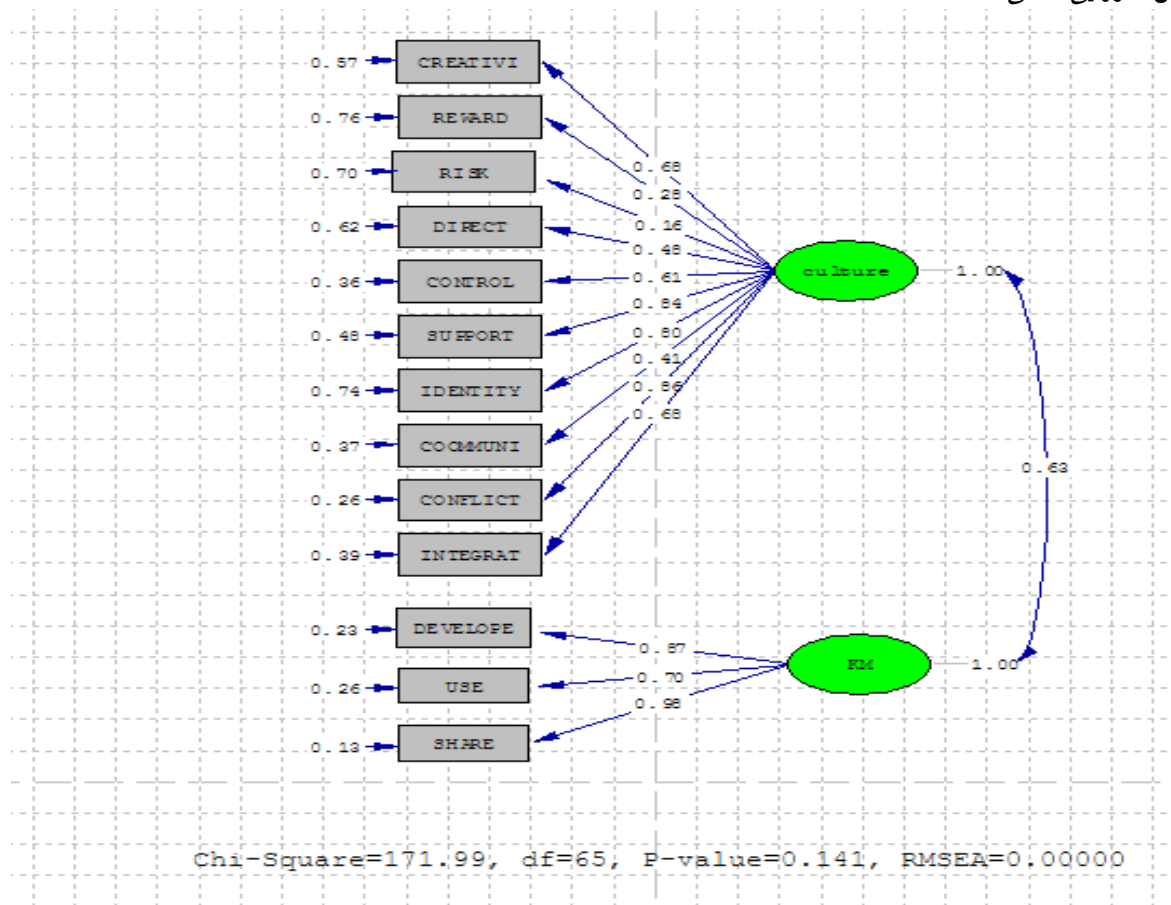 0.57 CREATIVI
0.76 REWARD
0.70 RISK
0.62 DIRECT
0.36 CONTROL
0.48 SUPPORT
0.74 IDENTITY
0.37 COOMMUNI
0.26 CONFLICT
0.39 INTEGRAT
0.68
0.28
0.16
0.48
0.61
0.84
0.80
0.41
0.86
0.68
culture 1.00
0.63
0.23 DEVELOPE
0.26 USE
0.13 SHARE
0.87
0.70
0.98
KM 1.00
Chi-Square=171.99, df=65, P-value=0.141, RMSEA=0.00000